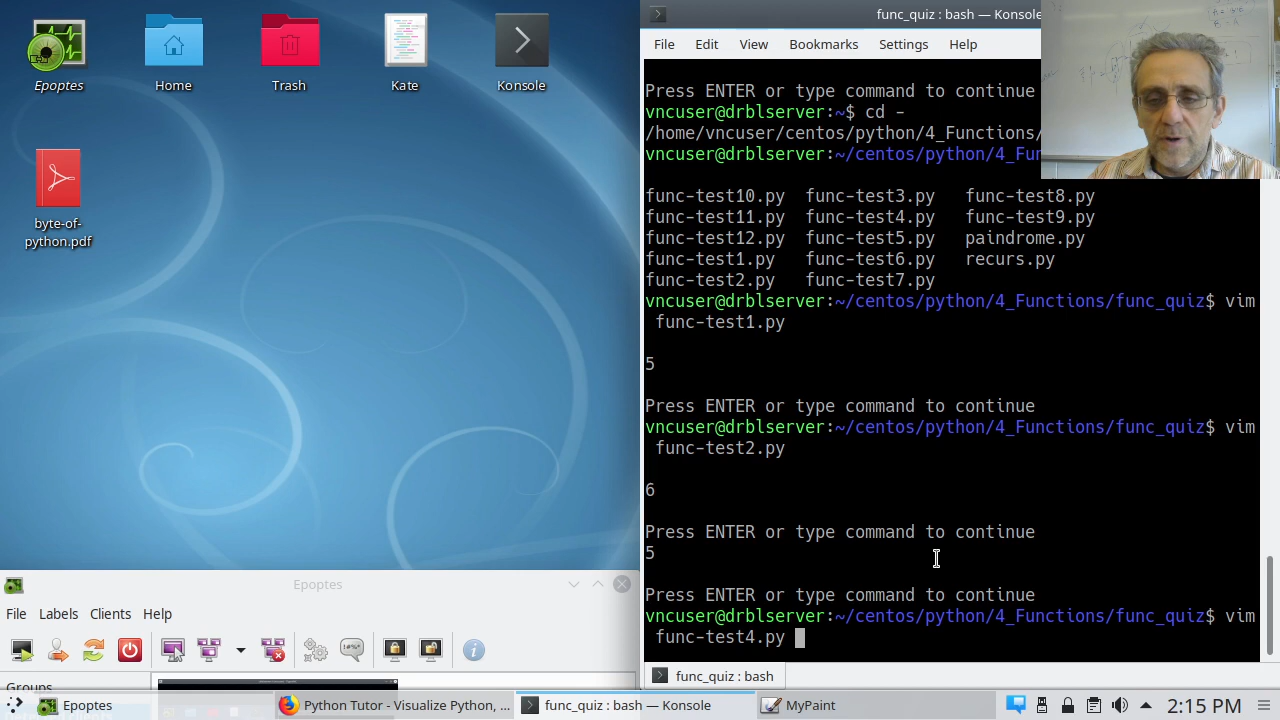 Epoptes
Home
Trash
Kate
Konsole
byte-of-
python.pdf
func_quiz : bash — Konsole
File Edit View Bookmarks Settings Help
Press ENTER or type command to continue
vncuser@drblserver:~$ cd -
/home/vncuser/centos/python/4_Functions/
vncuser@drblserver:~/centos/python/4_Fun
func-test10.py func-test3.py func-test8.py
func-test11.py func-test4.py func-test9.py
func-test12.py func-test5.py paindrome.py
func-test1.py func-test6.py recurs.py
func-test2.py func-test7.py
vncuser@drblserver:~/centos/python/4_Functions/func_quiz$ vim
func-test1.py
5
Press ENTER or type command to continue
vncuser@drblserver:~/centos/python/4_Functions/func_quiz$ vim
func-test2.py
6
Press ENTER or type command to continue
5
Press ENTER or type command to continue
vncuser@drblserver:~/centos/python/4_Functions/func_quiz$ vim
func-test4.py
func_quiz : bash
Epoptes
File Labels Clients Help
Groups
Epoptes
Python Tutor - Visualize Python, ...
func_quiz : bash — Konsole
MyPaint
2:15 PM